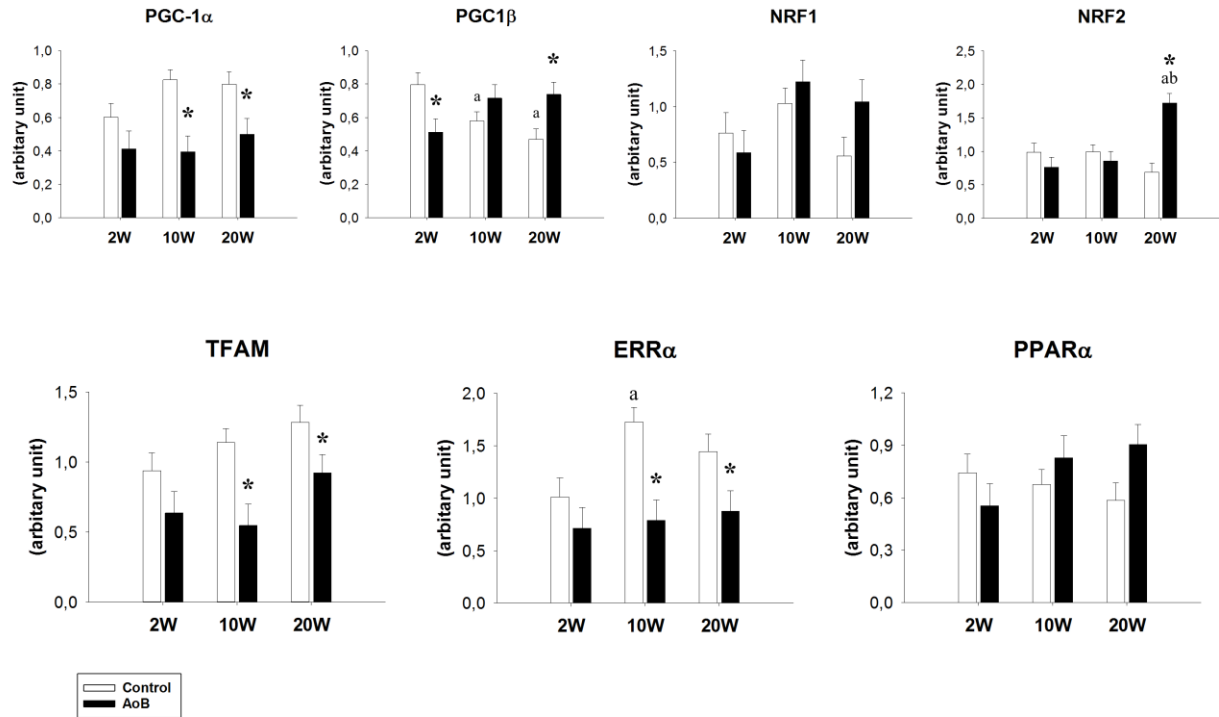 PGC-1α
PGC1β
NRF1
NRF2
(arbitary unit)
1,0
0,8
0,6
0,4
0,2
0,0
*
*
2W 10W 20W
(arbitary unit)
1,0
0,8
0,6
0,4
0,2
0,0
*
a
a
*
2W 10W 20W
(arbitary unit)
1,5
1,0
0,5
0,0
2W 10W 20W
(arbitary unit)
2,5
2,0
1,5
1,0
0,5
0,0
*
ab
2W 10W 20W
TFAM
ERRα
PPARα
(arbitary unit)
1,5
1,0
0,5
0,0
*
*
2W 10W 20W
(arbitary unit)
2,0
1,5
1,0
0,5
0,0
a
*
*
2W 10W 20W
(arbitary unit)
1,2
0,9
0,6
0,3
0,0
2W 10W 20W
Control
AoB